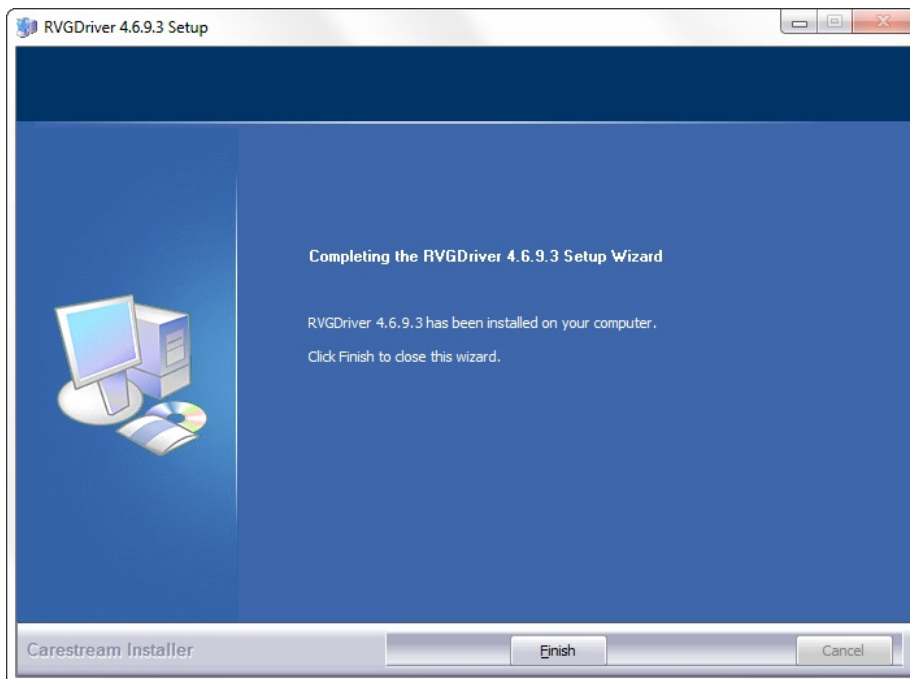 RVGDriver 4.6.9.3 Setup
Completing the RVGDriver 4.6.9.3 Setup Wizard
RVGDriver 4.6.9.3 has been installed on your computer.
Click Finish to close this wizard.
Carestream Installer
Finish
Cancel